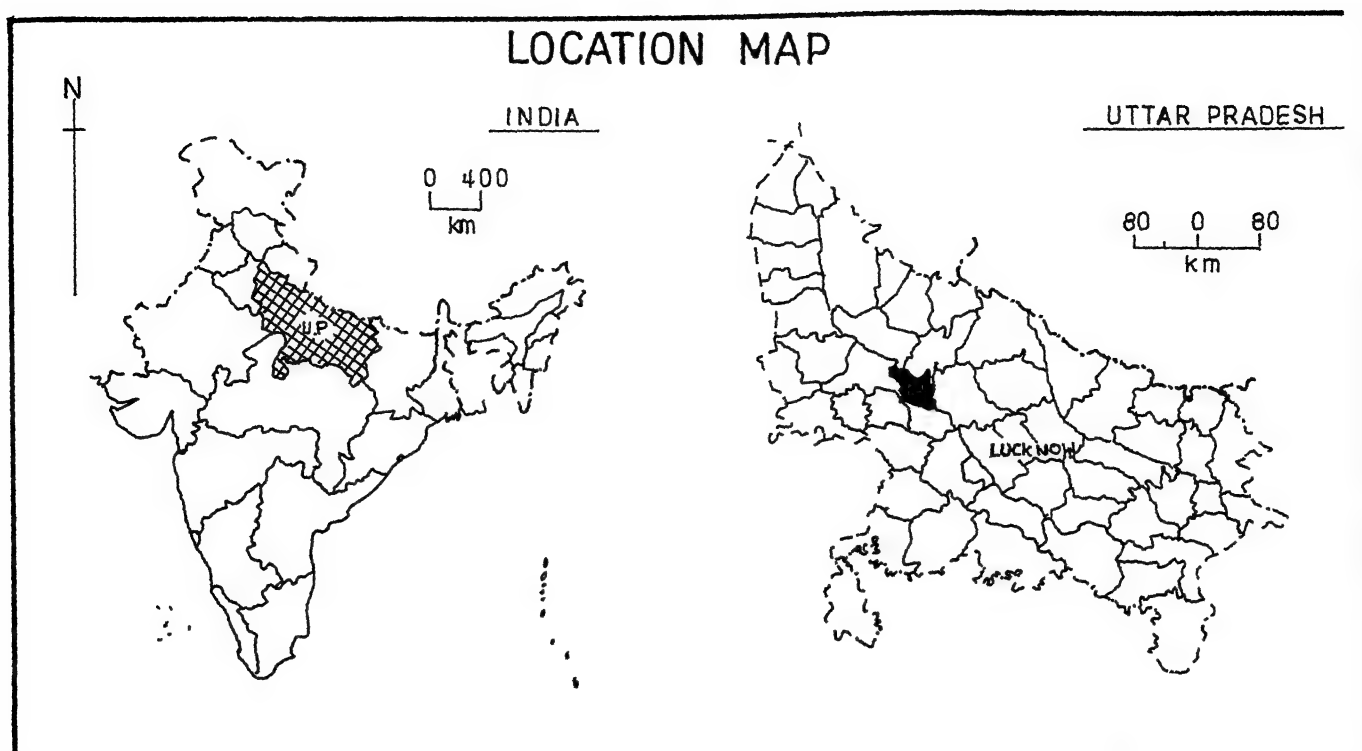 LOCATION MAP
N
INDIA
0 400
km
U.P
UTTAR PRADESH
80 0 80
km
LUCKNOW